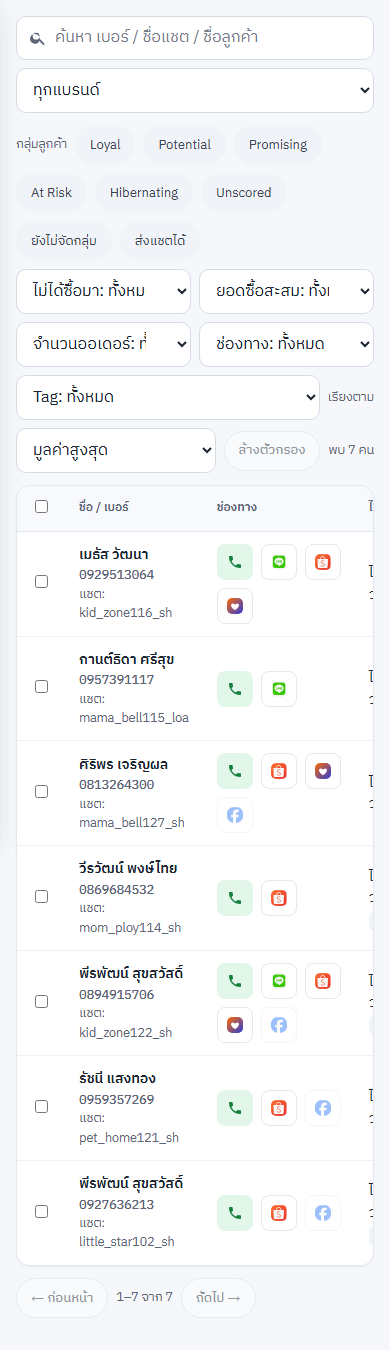 ค้นหา เบอร์ / ชื่อแชต / ชื่อลูกค้า
ทุกแบรนด์
กลุ่มลูกค้า Loyal Potential Promising
At Risk Hibernating Unscored
ยังไม่จัดกลุ่ม ส่งแชตได้
ไม่ได้ซื้อมา: ทั้งหม ยอดซื้อสะสม:
จำนวนออเดอร์: ช่องทาง: ทั้งหมด
Tag: ทั้งหมด เรียงตาม
มูลค่าสูงสุด ล้างตัวกรอง พบ 7 คน
ชื่อ / เบอร์ ช่องทาง
เมธัส วัฒนา
0929513064
แชต:
kid_zone116_sh
กานต์ธิดา ศรีสุข
0957391117
แชต:
mama_bell115_loa
ศิริพร เจริญผล
0813264300
แชต:
mama_bell127_sh
วีรวัฒน์ พงษ์ไทย
0869684532
แชต:
mom_ploy114_sh
พีรพัฒน์ สุขสวัสดิ์
0894915706
แชต:
kid_zone122_sh
รัชนี แสงทอง
0959357269
แชต:
pet_home121_sh
พีรพัฒน์ สุขสวัสดิ์
0927636213
แชต:
little_star102_sh
← ก่อนหน้า 1–7 จาก 7 ถัดไป →